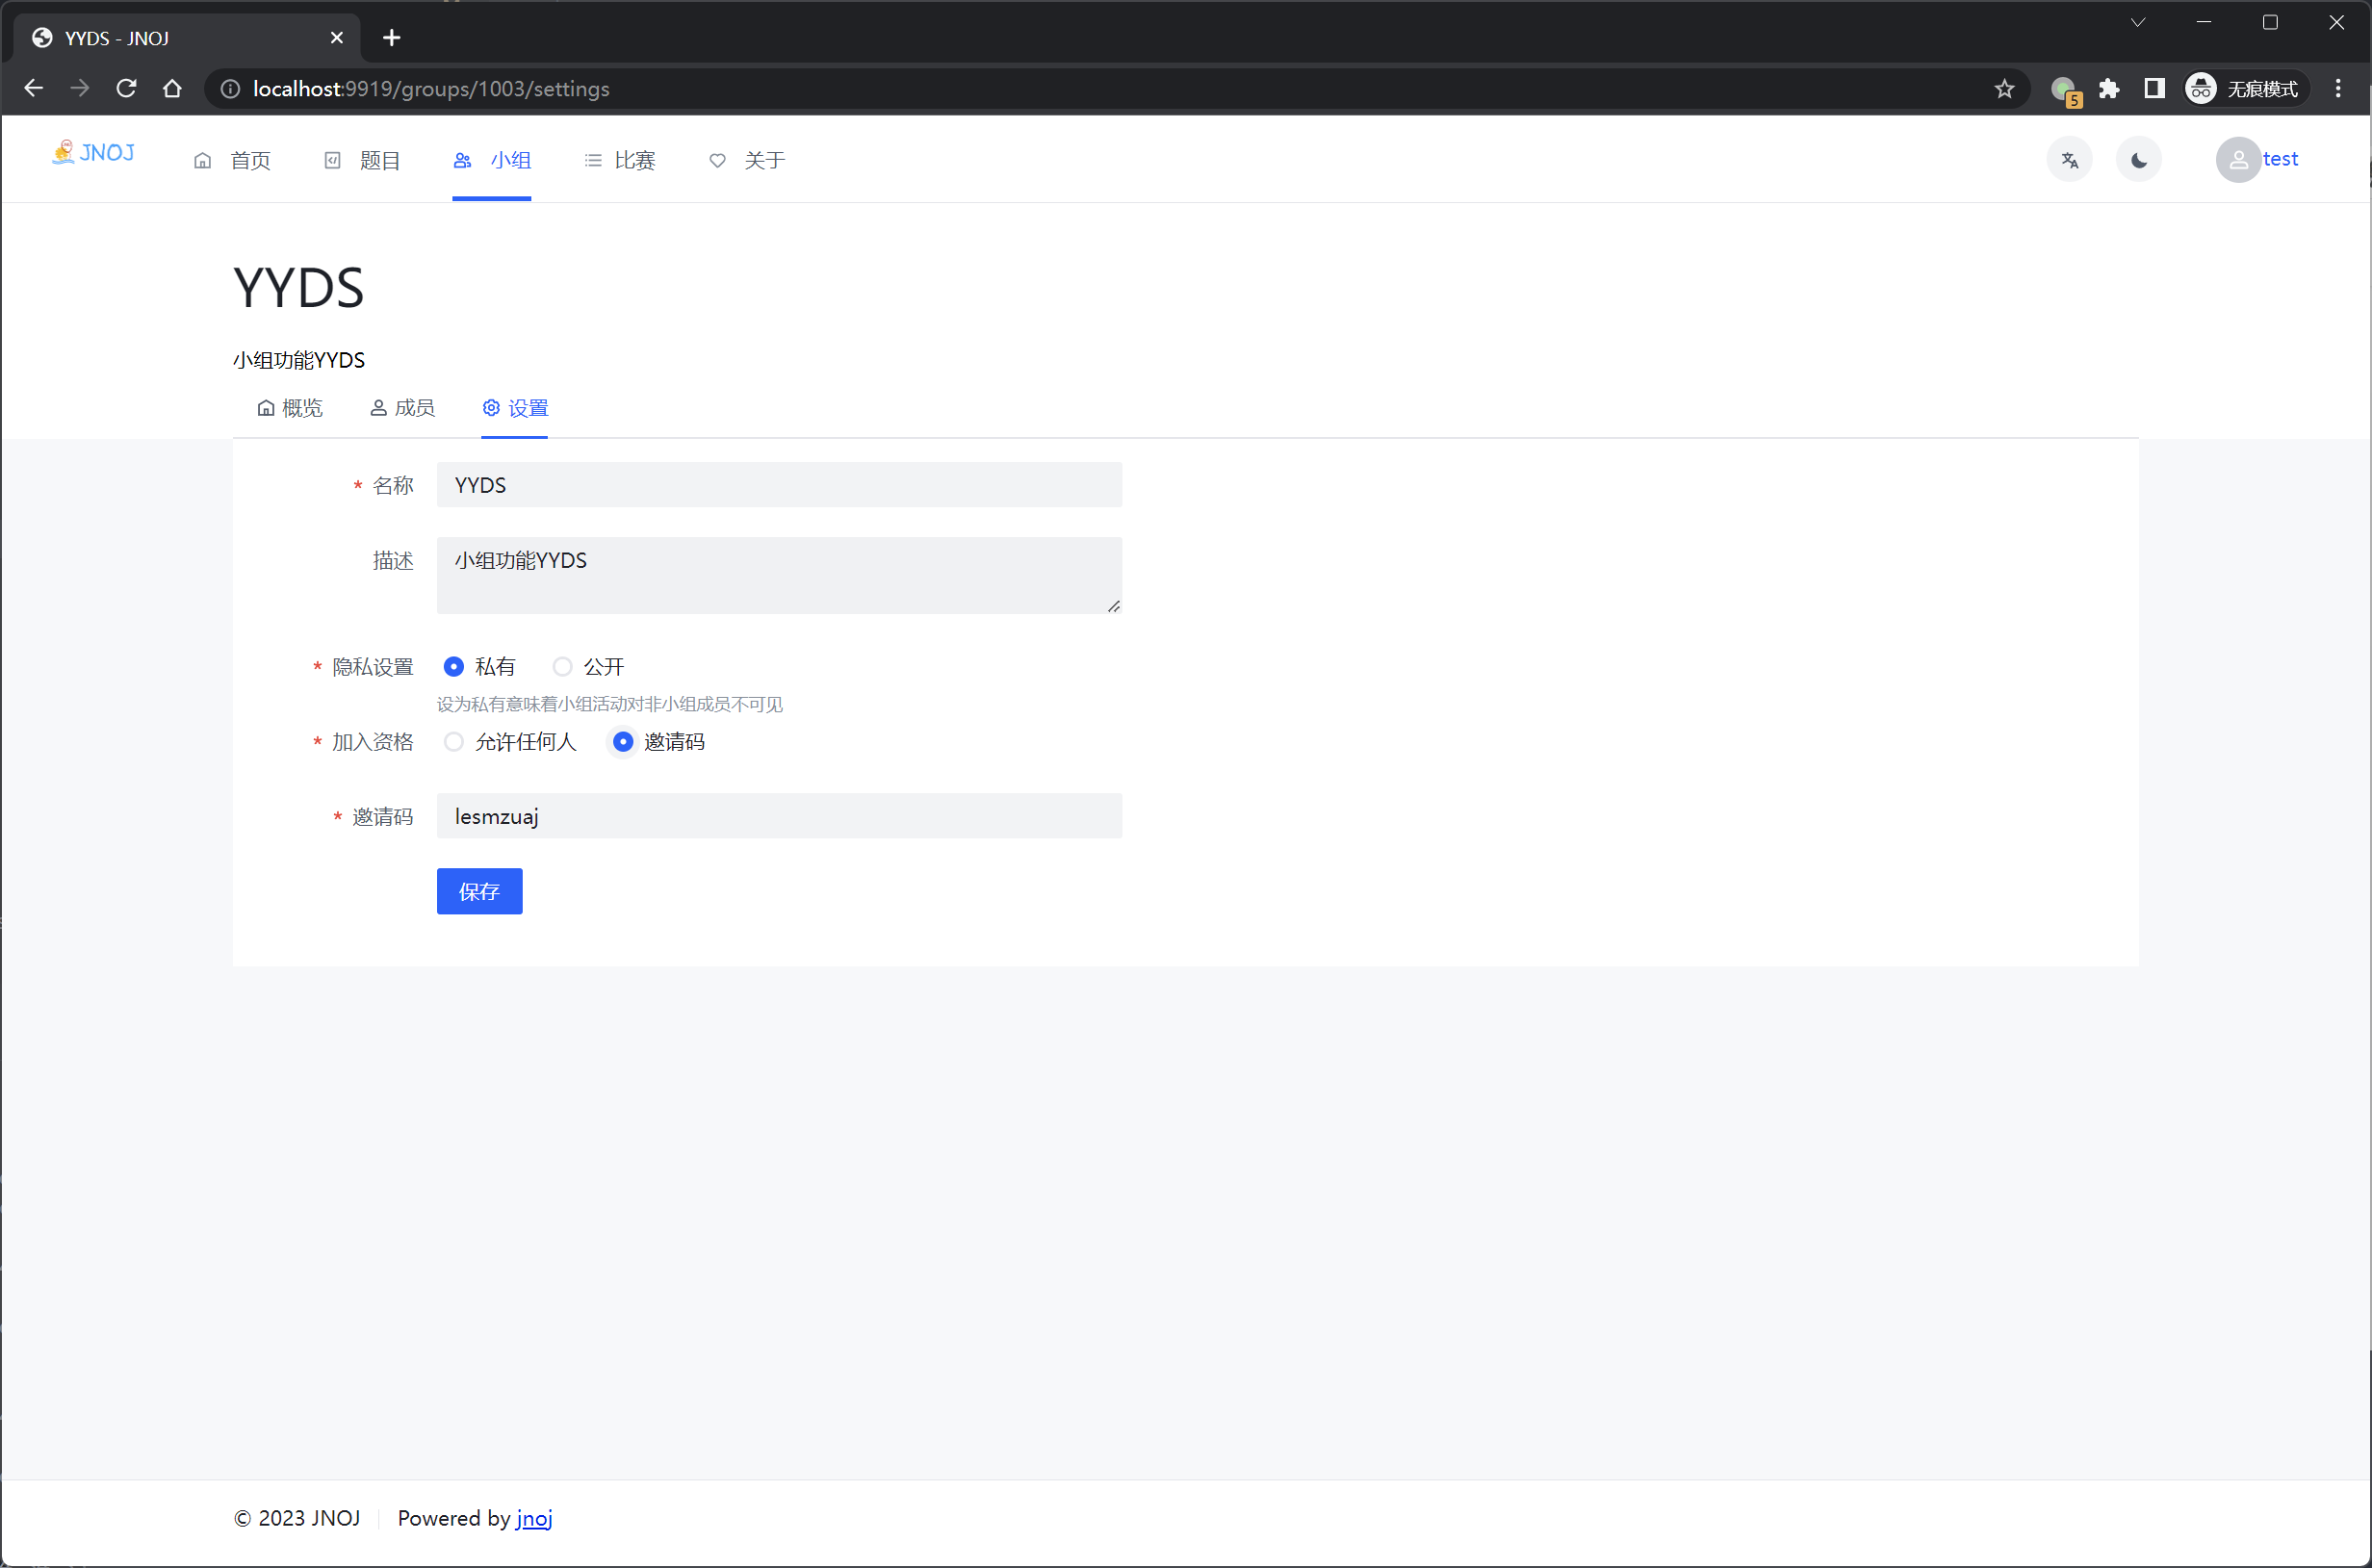 YYDS - JNOJ
localhost:9919/groups/1003/settings
5
无痕模式
JNOJ
首页
题目
小组
比赛
关于
test
YYDS
小组功能YYDS
概览
成员
设置
* 名称
YYDS
描述
小组功能YYDS
* 隐私设置
私有
公开
设为私有意味着小组活动对非小组成员不可见
* 加入资格
允许任何人
邀请码
* 邀请码
lesmzuaj
保存
© 2023 JNOJ
Powered by jnoj